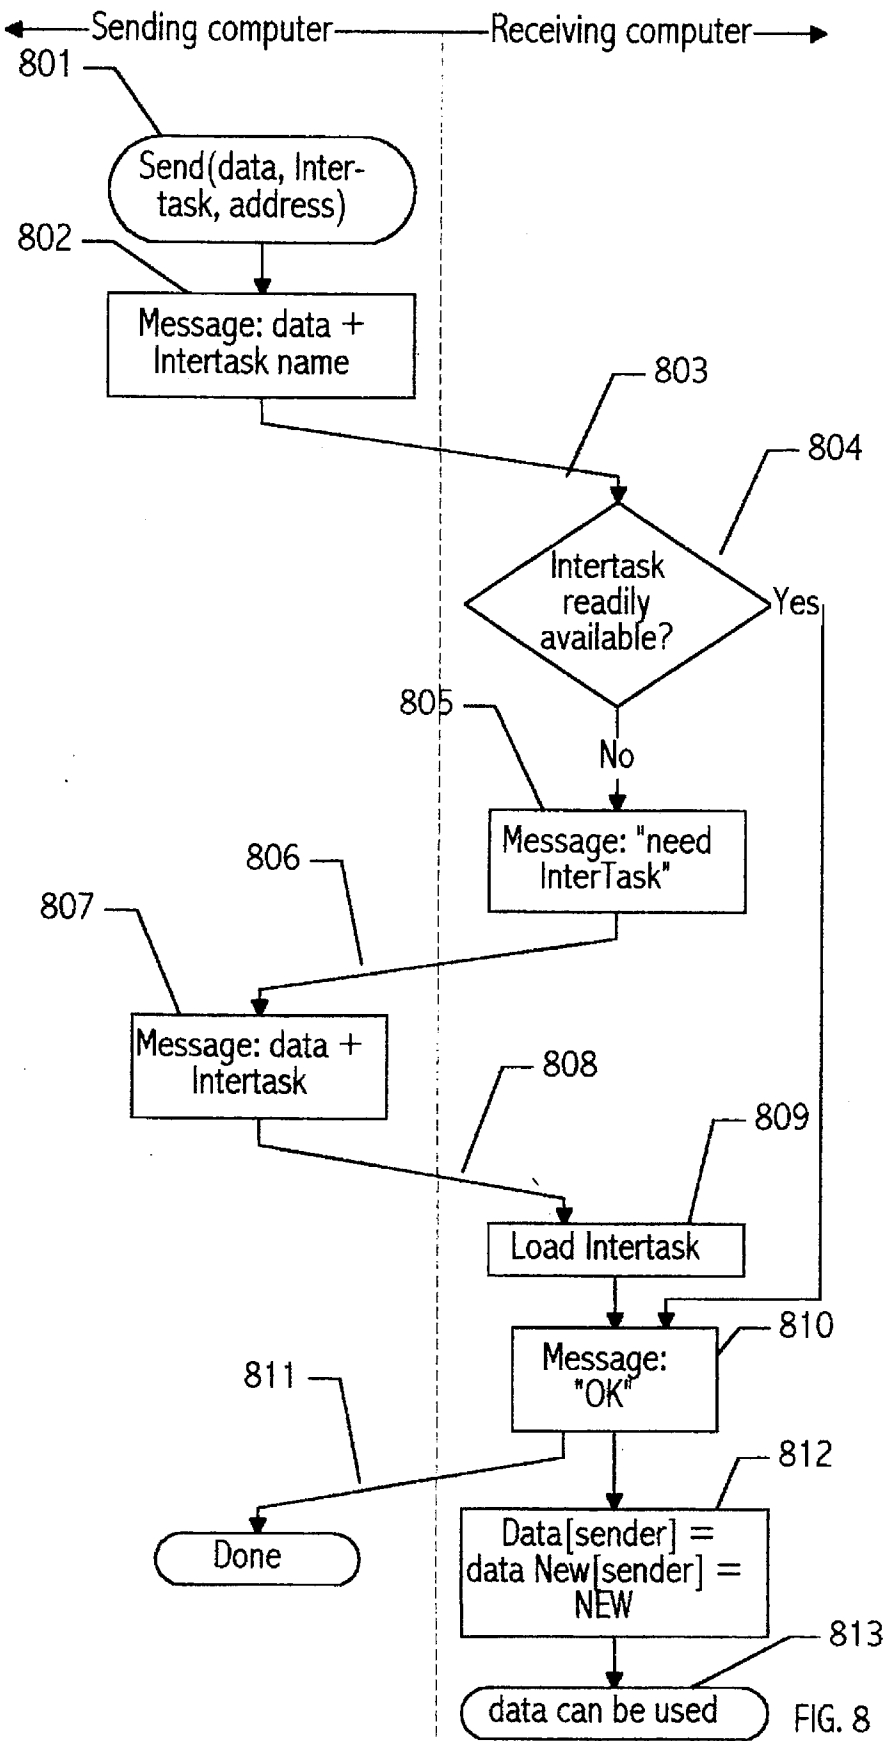 Sending computer
Receiving computer
801
Send(data, Inter-
task, address)
802
Message: data +
Intertask name
803
804
Intertask
readily
available?
Yes
805
No
Message: "need
InterTask"
806
807
Message: data +
Intertask
808
809
Load Intertask
810
Message:
"OK"
811
812
Done
Data[sender] =
data New[sender] =
NEW
813
data can be used
FIG. 8